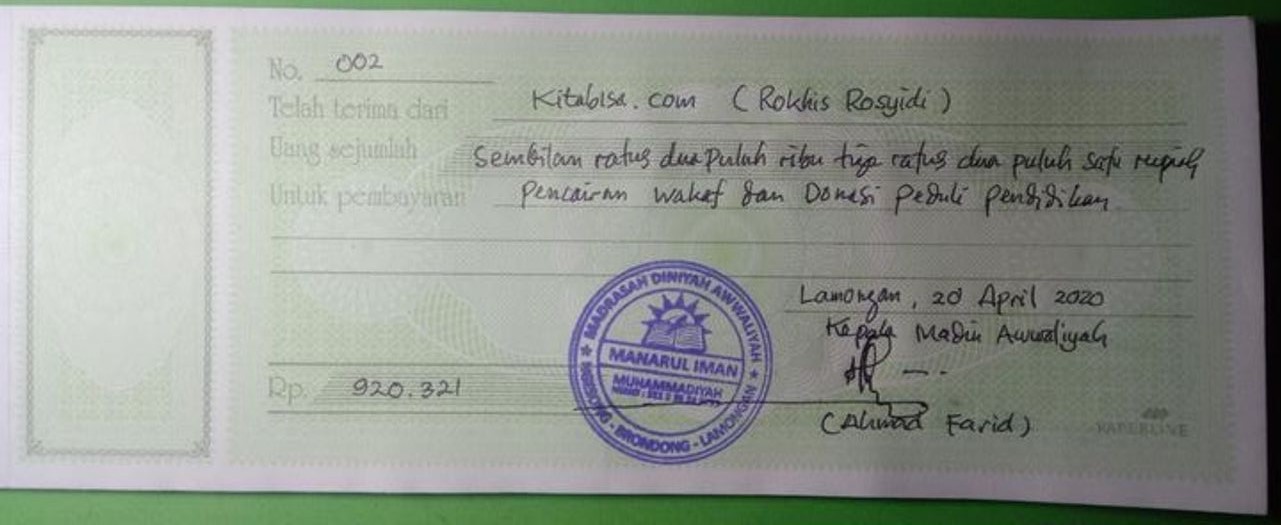 No. 002
Telah terima dari Kitabisa.com (Rokhis Rosyidi)
Uang sejumlah Sembilan ratus dua puluh ribu tiga ratus dua puluh satu rupiah
Untuk pembayaran Pencairan Wakaf dan Donasi Peduli Pendidikan
Lamongan, 20 April 2020
Kepala Madin Awwaliyah
MADRASAH DINIYAH AWWALIYAH
MANARUL IMAN
MUHAMMADIYAH
BRONDONG - LAMONGAN
Rp. 920.321
(Ahmad Farid)
PAPERLINE